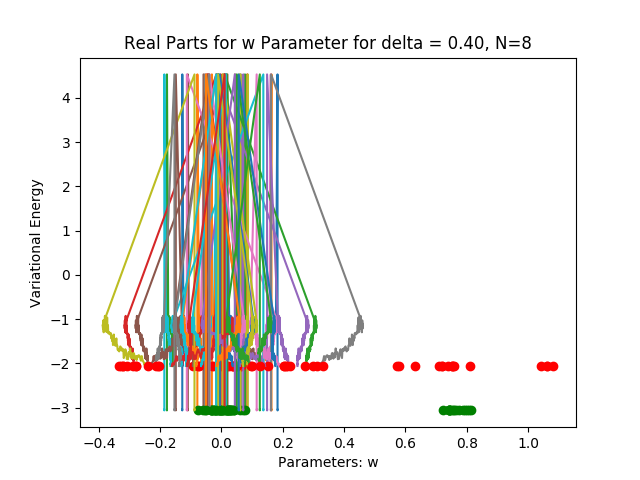 Real Parts for w Parameter for delta = 0.40, N=8
Variational Energy
4
3
2
1
0
−1
−2
−3
−0.4 −0.2 0.0 0.2 0.4 0.6 0.8 1.0
Parameters: w